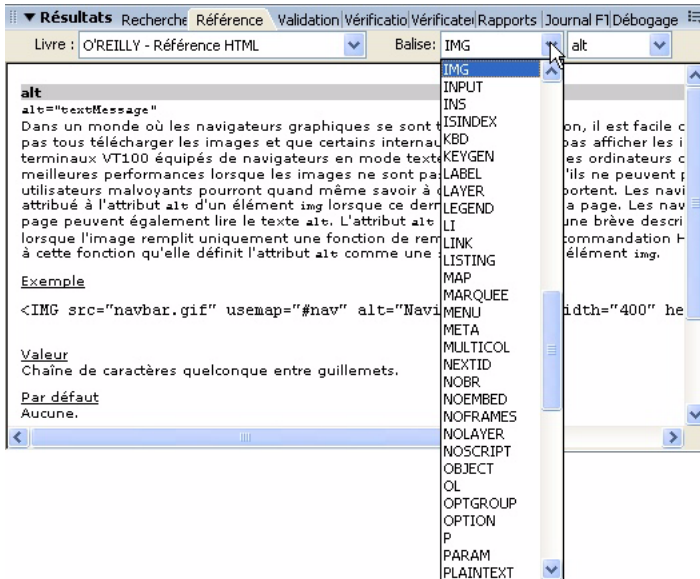 ▼ Résultats Recherche Référence Validation Vérificatio Vérificateu Rapports Journal FT Débogage
Livre : O'REILLY - Référence HTML Balise: IMG alt
alt
alt="textMessage"
Dans un monde où les navigateurs graphiques se sont on, il est facile
pas tous télécharger les images et que certains internau pas afficher les i
terminaux VT100 équipés de navigateurs en mode texte es ordinateurs
meilleures performances lorsque les images ne sont pa 'ils ne peuvent
utilisateurs malvoyants pourront quand même savoir à portent. Les navi
attribué à l'attribut alt d'un élément img lorsque ce dern a page. Les nav
page peuvent également lire le texte alt. L'attribut alt une brève descri
lorsque l'image remplit uniquement une fonction de rem commandation H
à cette fonction qu'elle définit l'attribut alt comme une élément img.
Exemple
<IMG src="navbar.gif" usemap="#nav" alt="Navi idth="400" he
Valeur
Chaîne de caractères quelconque entre guillemets.
Par défaut
Aucune.
IMG
INPUT
INS
ISINDEX
KBD
KEYGEN
LABEL
LAYER
LEGEND
LI
LINK
LISTING
MAP
MARQUEE
MENU
META
MULTICOL
NEXTID
NOBR
NOEMBED
NOFRAMES
NOLAYER
NOSCRIPT
OBJECT
OL
OPTGROUP
OPTION
P
PARAM
PLAINTEXT